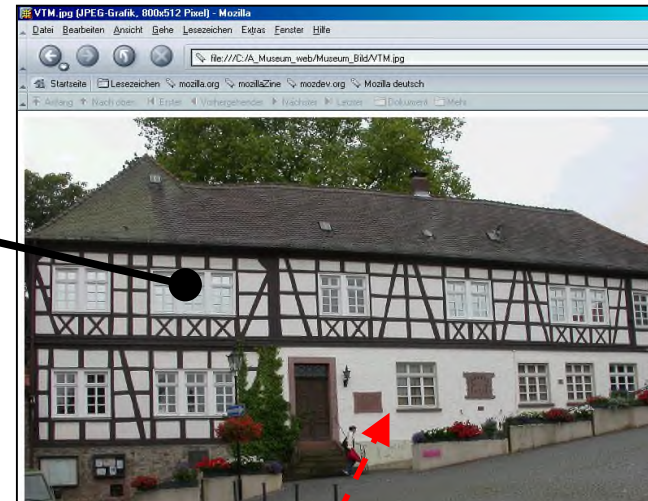 VTM.jpg (JPEG-Grafik, 800x512 Pixel) - Mozilla
Datei Bearbeiten Ansicht Gehe Lesezeichen Extras Fenster Hilfe
file:///C:/A_Museum_web/Museum_Bild/VTM.jpg
Startseite Lesezeichen mozilla.org mozillaZine mozdev.org Mozilla deutsch
Anfang Nach oben Erster Vorhergehender Nächster Letzter Dokument Mehr